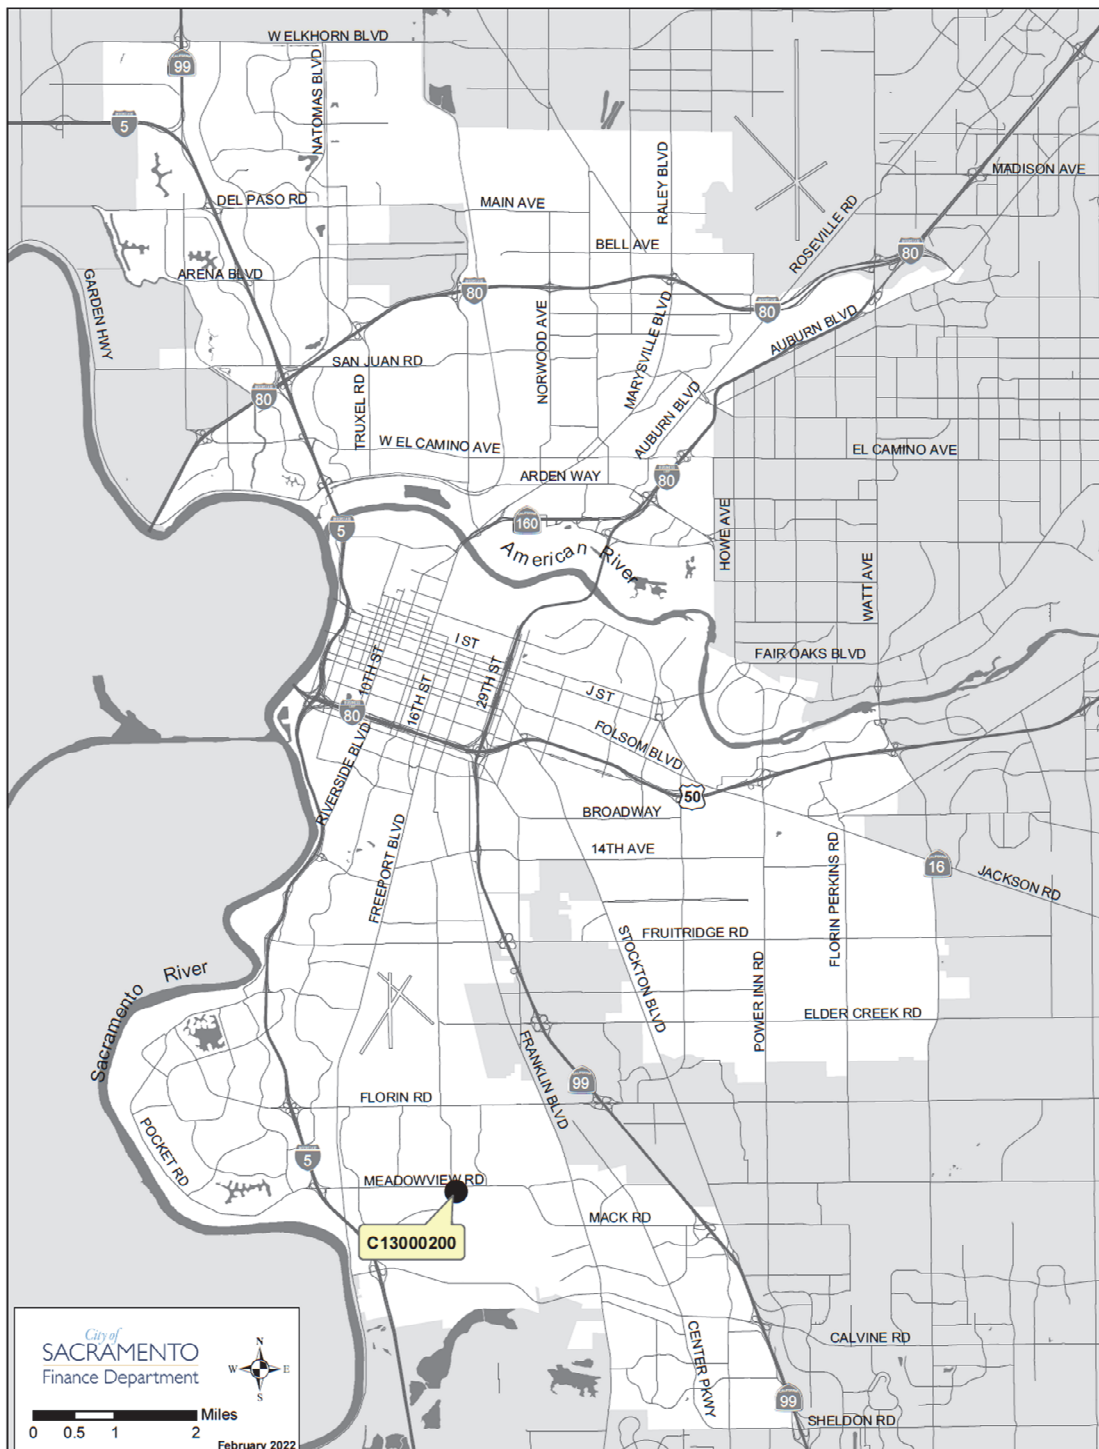 W ELKHORN BLVD
99
NATOMAS BLVD
5
RALEY BLVD
MADISON AVE
DEL PASO RD
MAIN AVE
ROSEVILLE RD
BELL AVE
80
ARENA BLVD
GARDEN HWY
80
80
NORWOOD AVE
MARYSVILLE BLVD
AUBURN BLVD
SAN JUAN RD
80
TRUXEL RD
AUBURN BLVD
W EL CAMINO AVE
EL CAMINO AVE
ARDEN WAY
80
160
5
HOWE AVE
American River
WATT AVE
I ST
FAIR OAKS BLVD
10TH ST
16TH ST
29TH ST
J ST
80
FOLSOM BLVD
RIVERSIDE BLVD
50
BROADWAY
FREEPORT BLVD
14TH AVE
FLORIN PERKINS RD
16
JACKSON RD
STOCKTON BLVD
FRUITRIDGE RD
POWER INN RD
Sacramento River
ELDER CREEK RD
FRANKLIN BLVD
99
FLORIN RD
POCKET RD
5
MEADOWVIEW RD
MACK RD
C13000200
CENTER PKWY
CALVINE RD
99
SHELDON RD
City of
SACRAMENTO
Finance Department
N
W E
S
Miles
0 0.5 1 2
February 2022